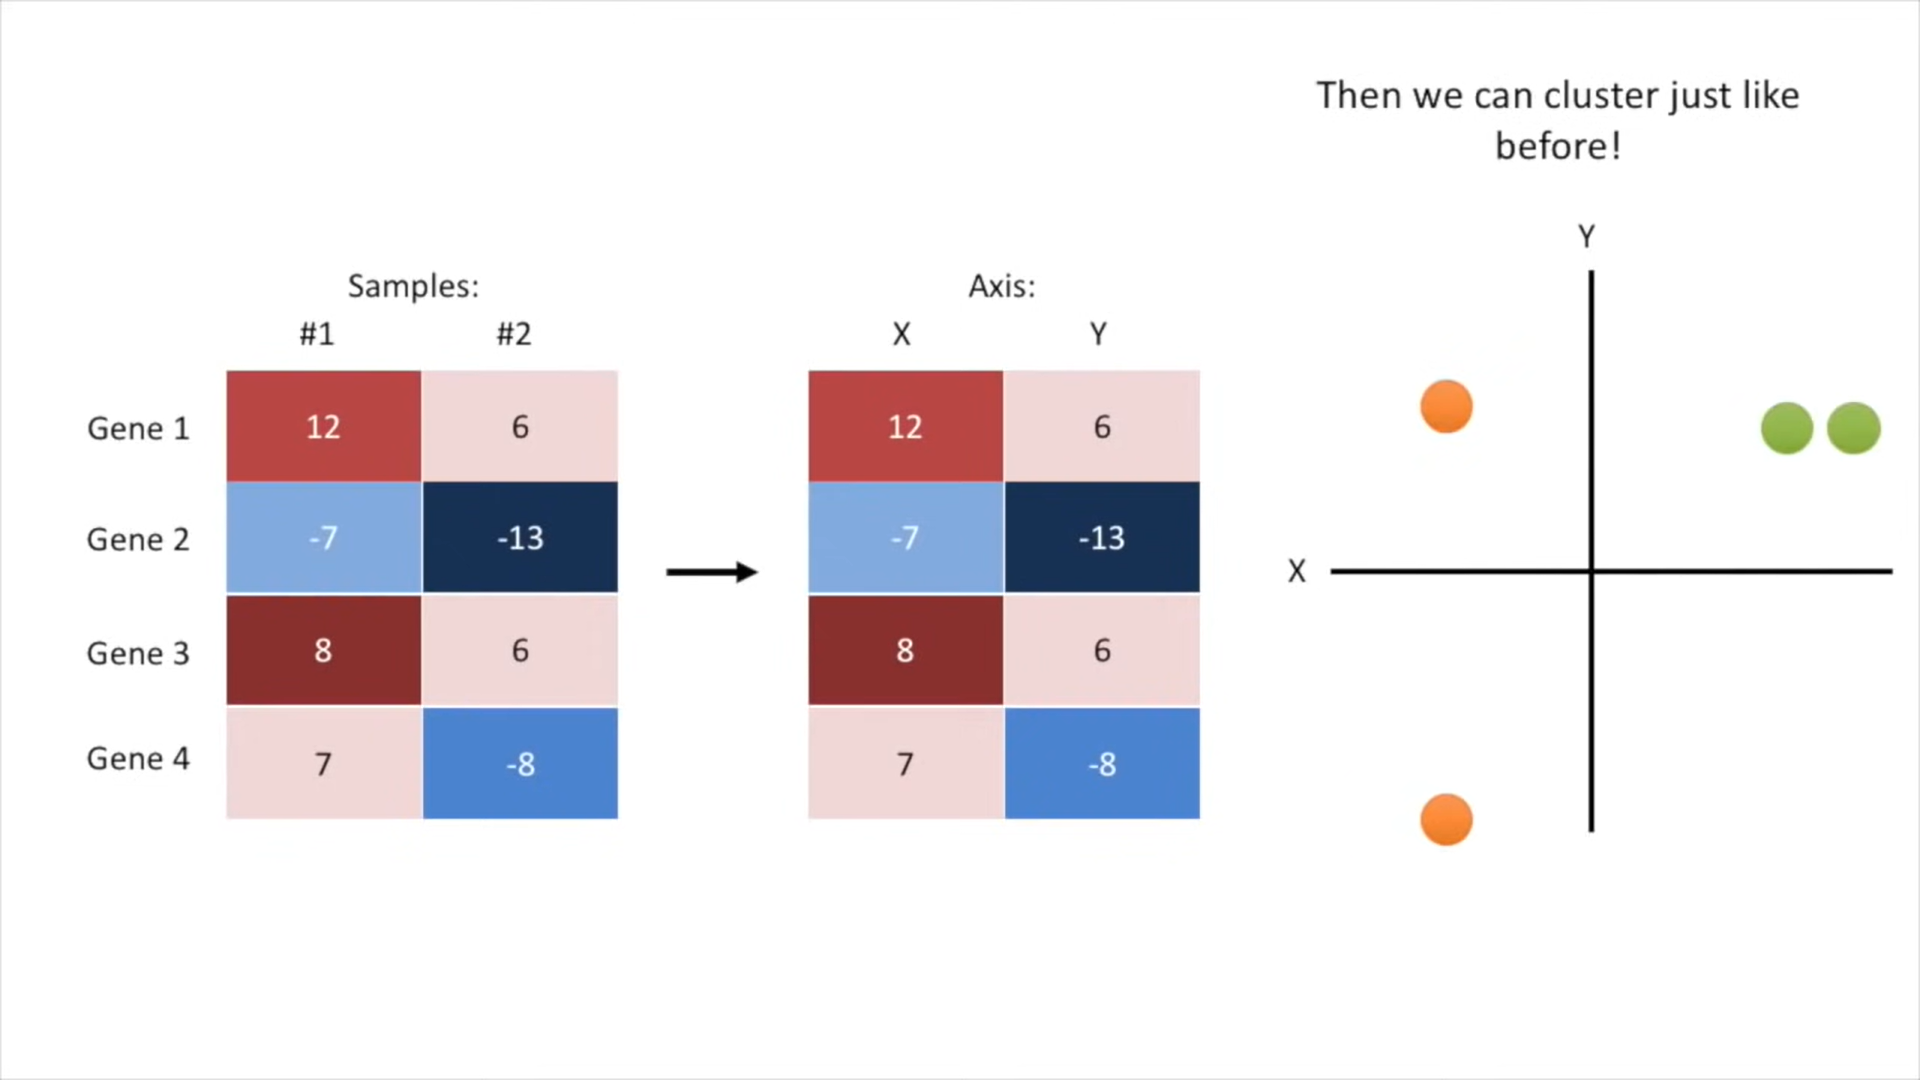 Then we can cluster just like
before!
Samples:
#1 #2
Axis:
X Y
Y
Gene 1 12 6 12 6
Gene 2 -7 -13 -7 -13
X
Gene 3 8 6 8 6
Gene 4 7 -8 7 -8